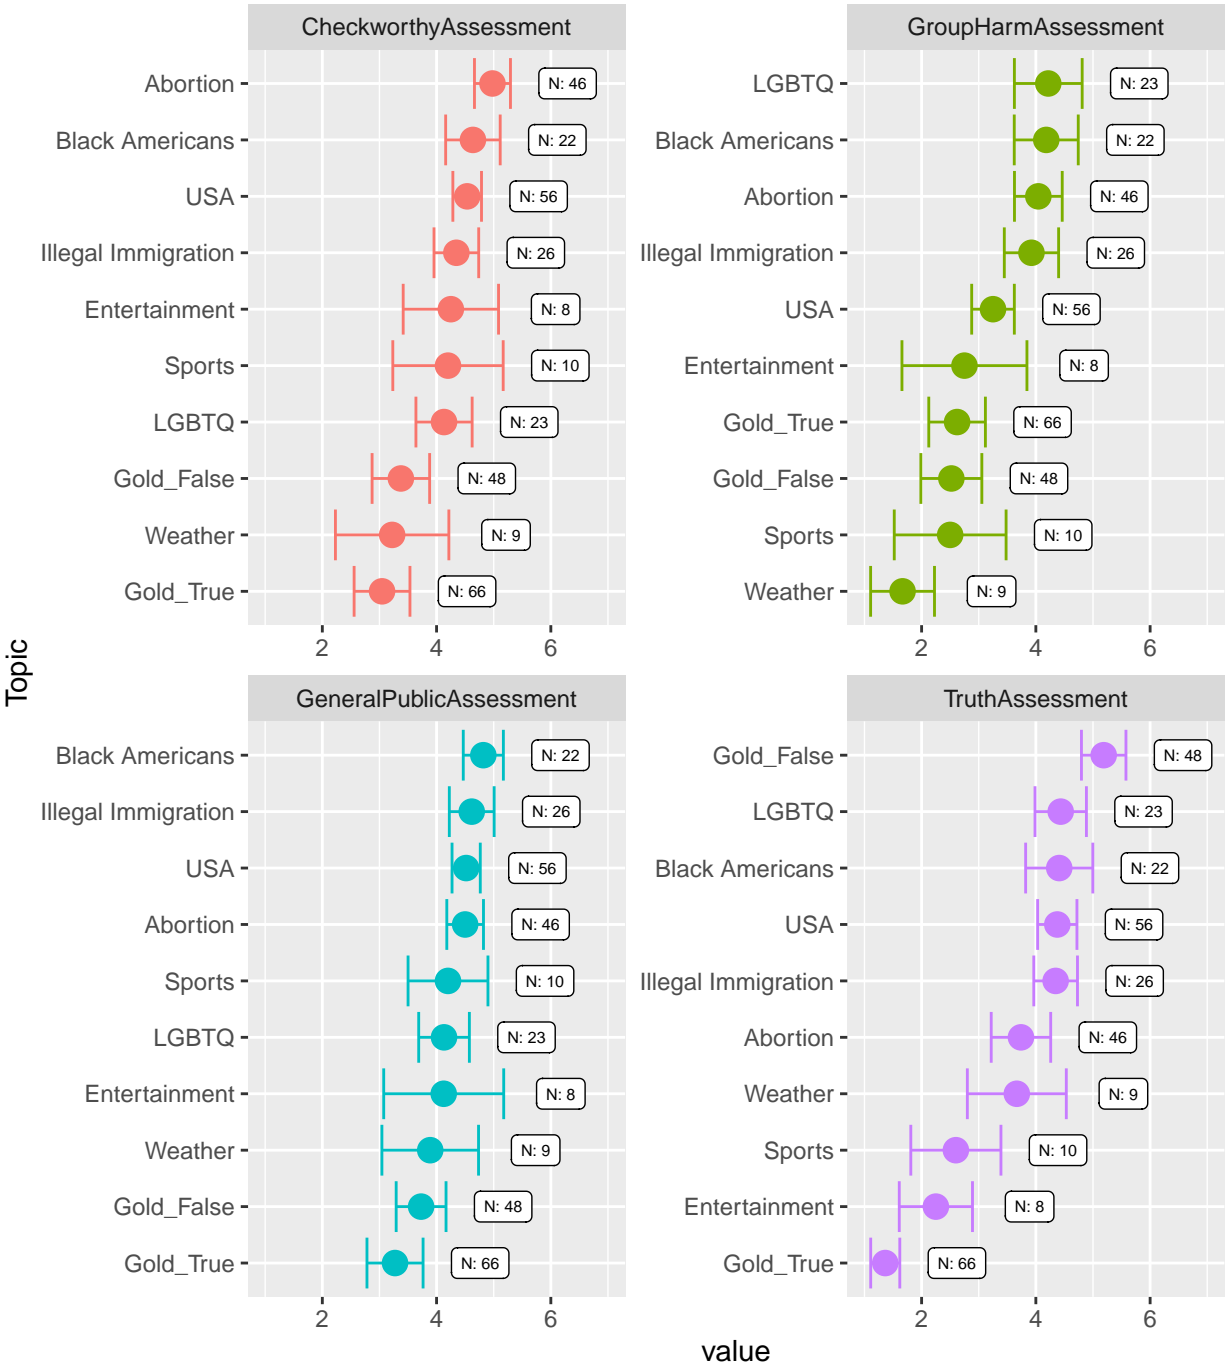 CheckworthyAssessment
Abortion
N: 46
Black Americans
N: 22
USA
N: 56
Illegal Immigration
N: 26
Entertainment
N: 8
Sports
N: 10
LGBTQ
N: 23
Gold_False
N: 48
Weather
N: 9
Gold_True
N: 66
2 4 6
GroupHarmAssessment
LGBTQ
N: 23
Black Americans
N: 22
Abortion
N: 46
Illegal Immigration
N: 26
USA
N: 56
Entertainment
N: 8
Gold_True
N: 66
Gold_False
N: 48
Sports
N: 10
Weather
N: 9
2 4 6
Topic
GeneralPublicAssessment
Black Americans
N: 22
Illegal Immigration
N: 26
USA
N: 56
Abortion
N: 46
Sports
N: 10
LGBTQ
N: 23
Entertainment
N: 8
Weather
N: 9
Gold_False
N: 48
Gold_True
N: 66
2 4 6
TruthAssessment
Gold_False
N: 48
LGBTQ
N: 23
Black Americans
N: 22
USA
N: 56
Illegal Immigration
N: 26
Abortion
N: 46
Weather
N: 9
Sports
N: 10
Entertainment
N: 8
Gold_True
N: 66
2 4 6
value